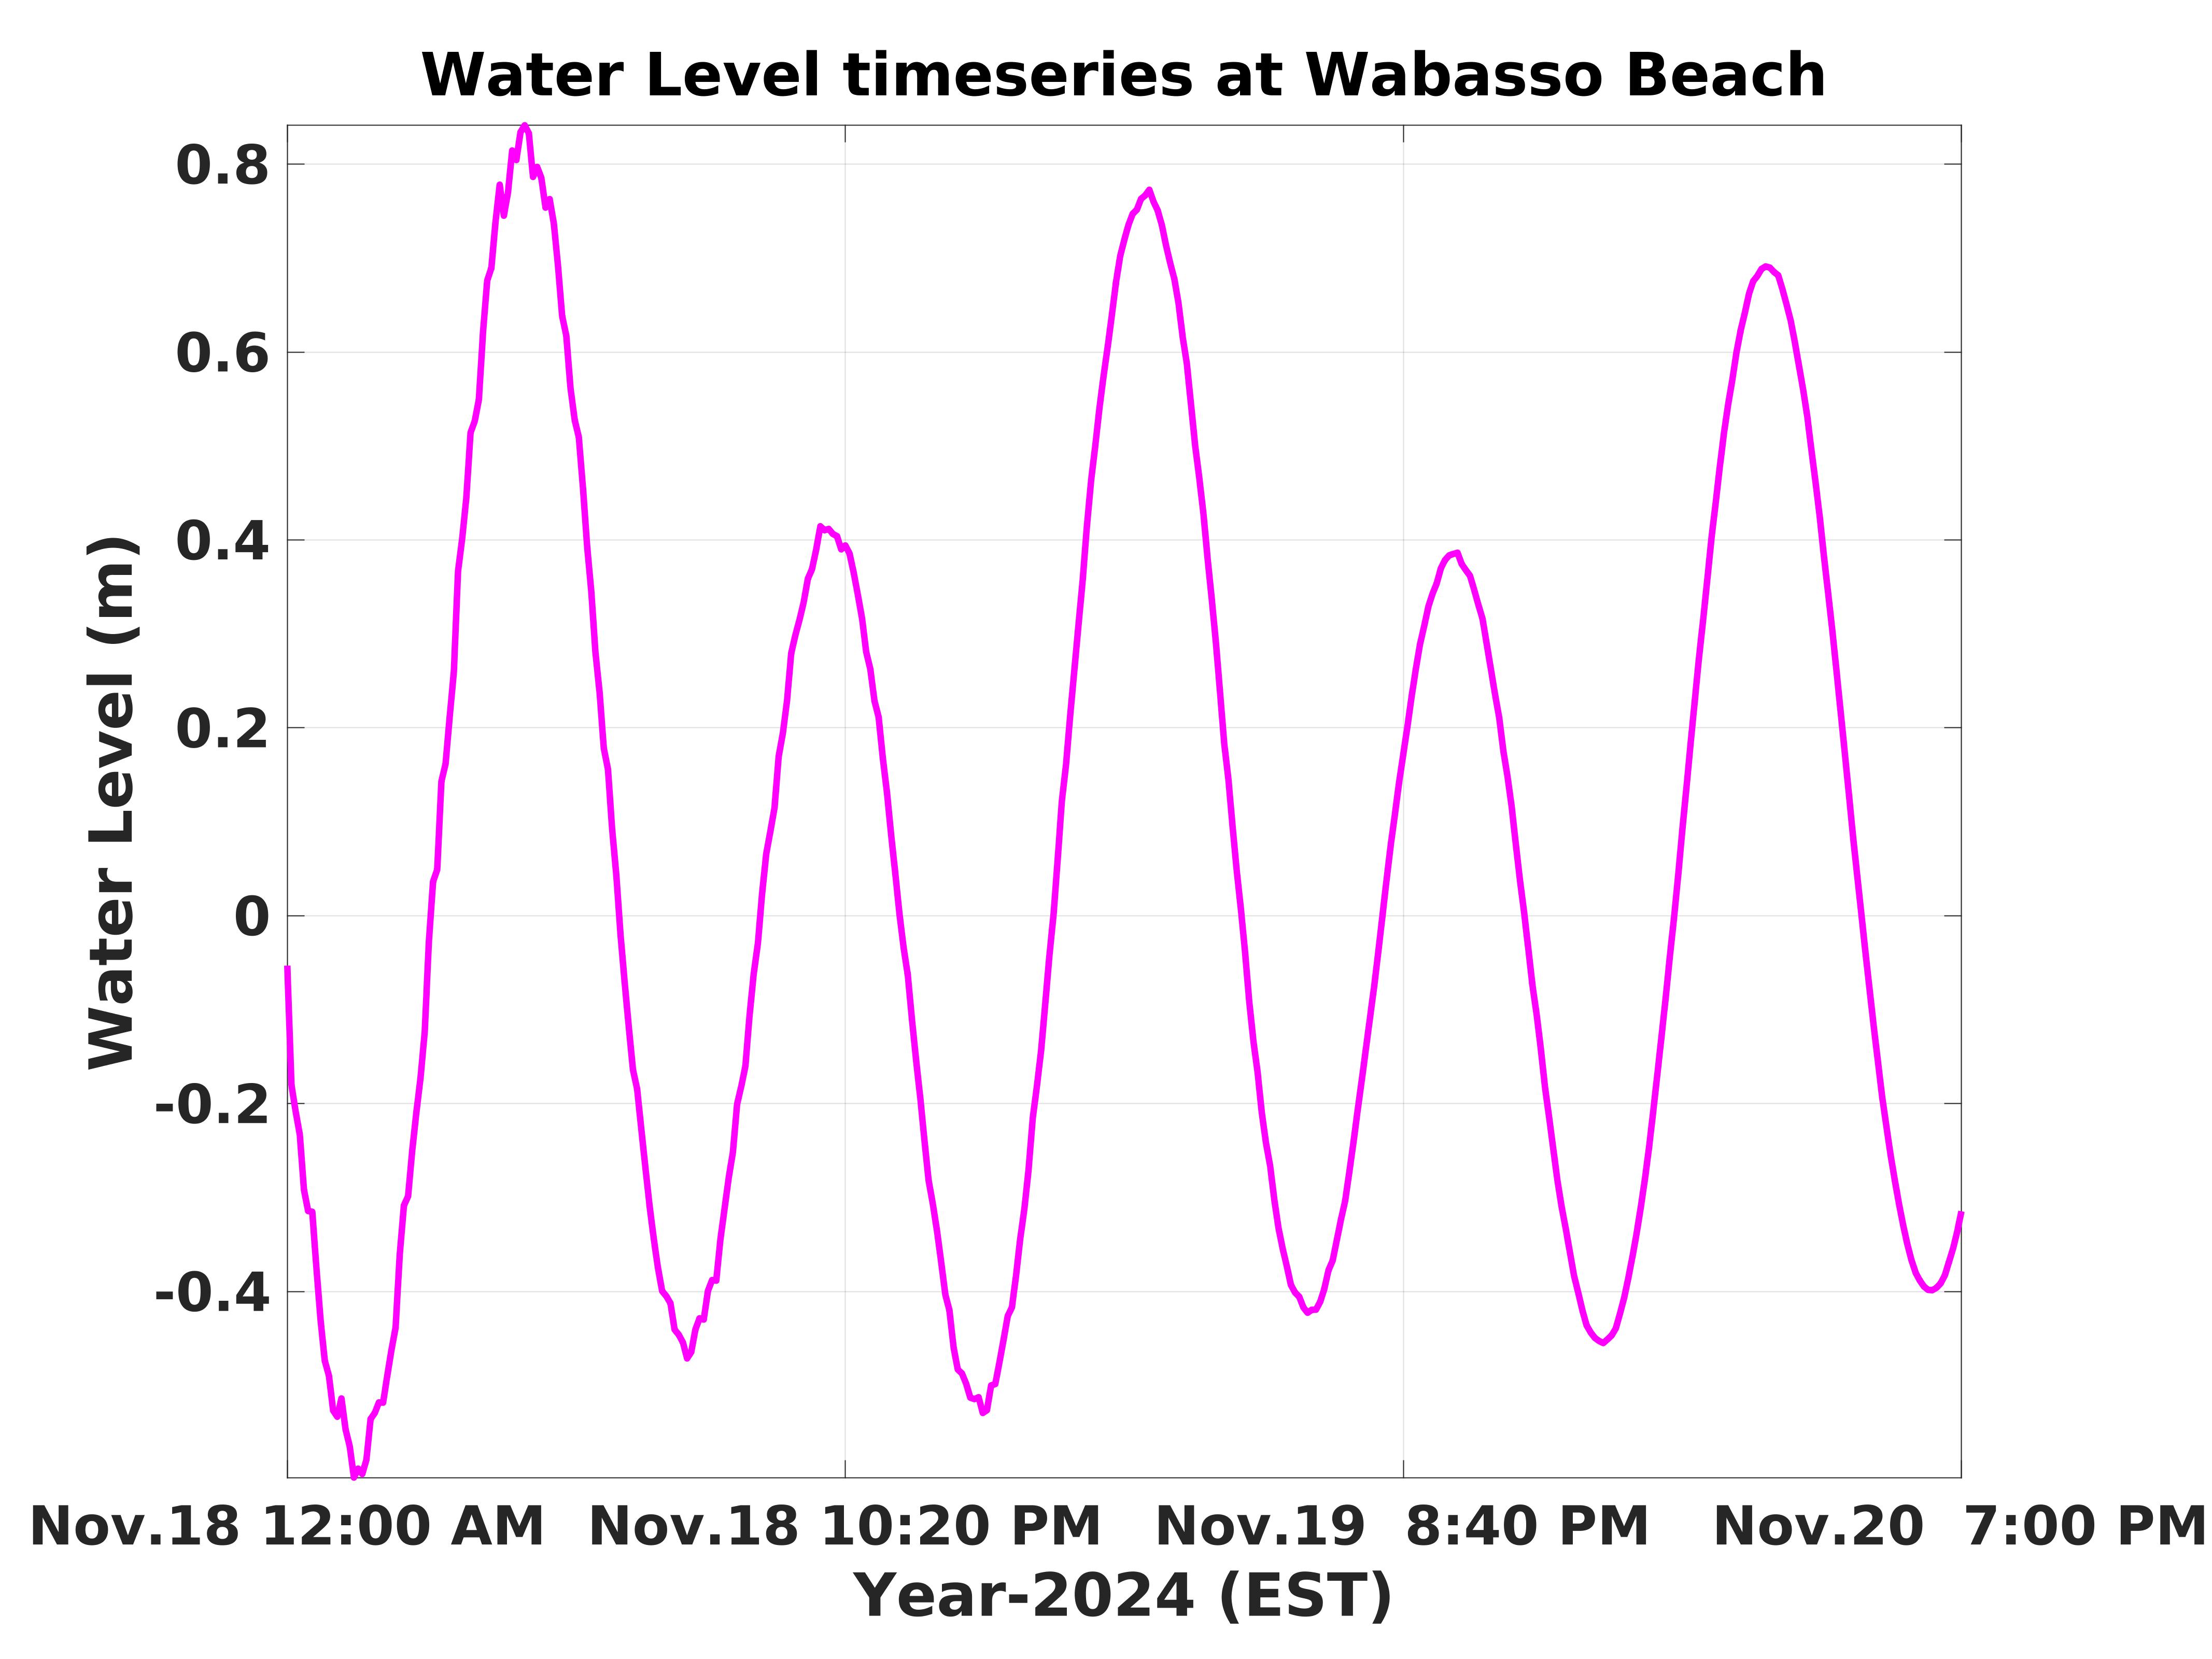 Water Level timeseries at Wabasso Beach
0.8
0.6
0.4
0.2
0
-0.2
-0.4
Water Level (m)
Nov.18 12:00 AM Nov.18 10:20 PM Nov.19 8:40 PM Nov.20 7:00 PM
Year-2024 (EST)